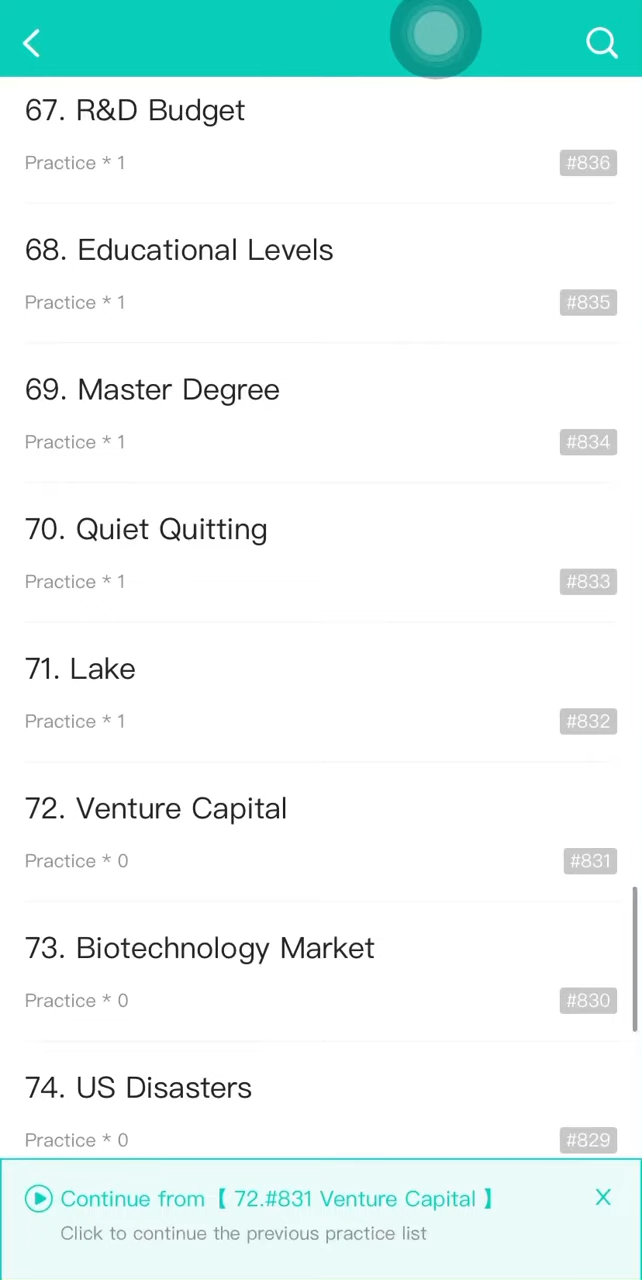 67. R&D Budget
Practice * 1
#836
68. Educational Levels
Practice * 1
#835
69. Master Degree
Practice * 1
#834
70. Quiet Quitting
Practice * 1
#833
71. Lake
Practice * 1
#832
72. Venture Capital
Practice * 0
#831
73. Biotechnology Market
Practice * 0
#830
74. US Disasters
Practice * 0
#829
Continue from 【 72.#831 Venture Capital 】
X
Click to continue the previous practice list